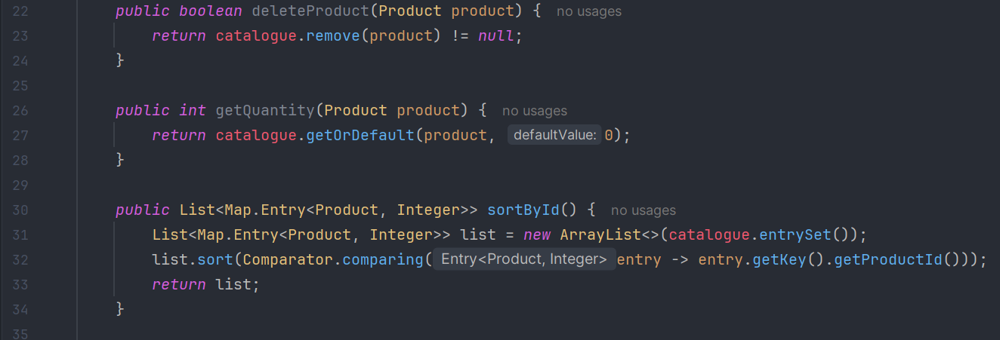 22 public boolean deleteProduct(Product product) { no usages
23 return catalogue.remove(product) != null;
24 }
25
26 public int getQuantity(Product product) { no usages
27 return catalogue.getOrDefault(product, defaultValue: 0);
28 }
29
30 public List<Map.Entry<Product, Integer>> sortById() { no usages
31 List<Map.Entry<Product, Integer>> list = new ArrayList<>(catalogue.entrySet());
32 list.sort(Comparator.comparing( Entry<Product, Integer> entry -> entry.getKey().getProductId()));
33 return list;
34 }
35